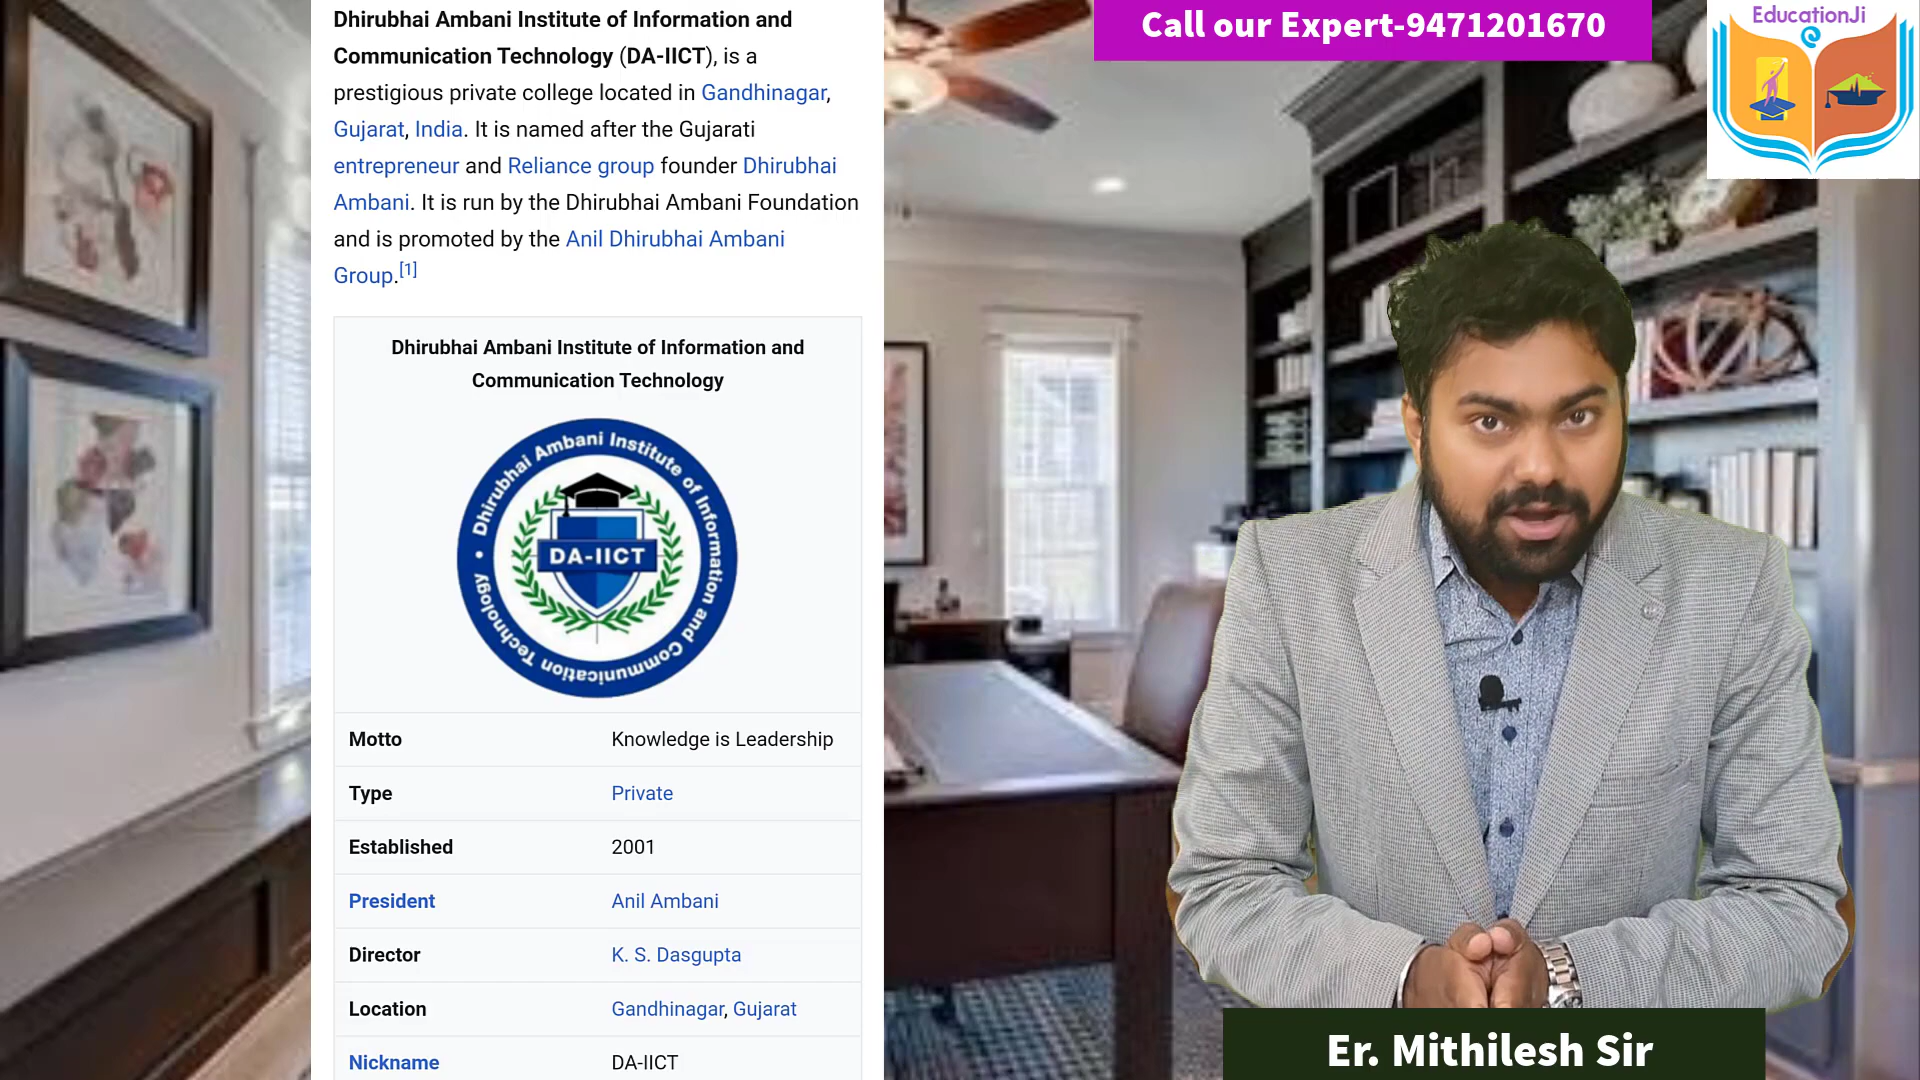 Dhirubhai Ambani Institute of Information and
Communication Technology (DA-IICT), is a
prestigious private college located in Gandhinagar,
Gujarat, India. It is named after the Gujarati
entrepreneur and Reliance group founder Dhirubhai
Ambani. It is run by the Dhirubhai Ambani Foundation
and is promoted by the Anil Dhirubhai Ambani
Group.[1]
Dhirubhai Ambani Institute of Information and
Communication Technology
• Dhirubhai Ambani Institute of Information and Communication Technology
DA-IICT
Motto Knowledge is Leadership
Type Private
Established 2001
President Anil Ambani
Director K. S. Dasgupta
Location Gandhinagar, Gujarat
Nickname DA-IICT
Call our Expert-9471201670
EducationJi
Er. Mithilesh Sir